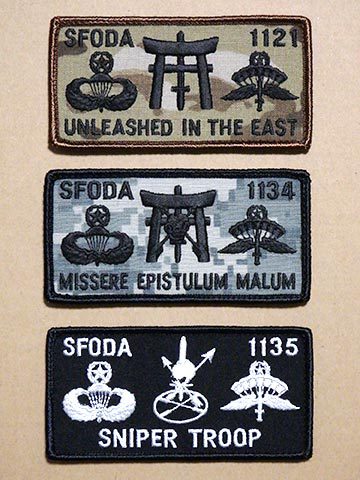 SFODA 1121
UNLEASHED IN THE EAST
SFODA 1134
MISSERE EPISTULUM MALUM
SFODA 1135
SNIPER TROOP